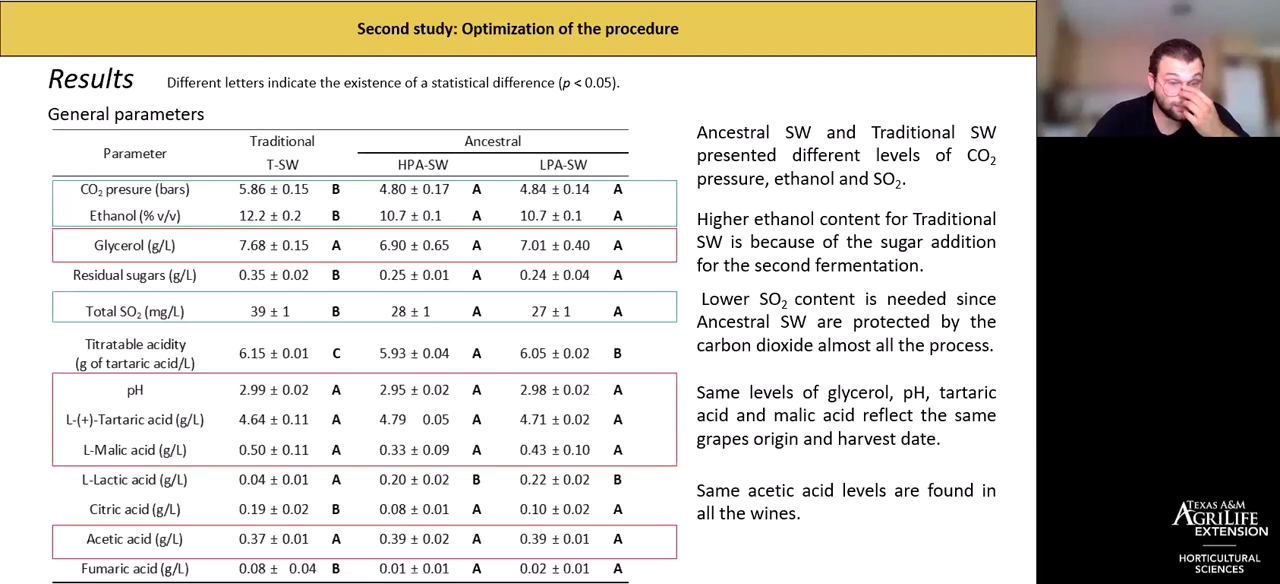 Second study: Optimization of the procedure
Results Different letters indicate the existence of a statistical difference (p < 0.05).
General parameters
Parameter Traditional Ancestral
T-SW HPA-SW LPA-SW
CO2 presure (bars) 5.86 ± 0.15 B 4.80 ± 0.17 A 4.84 ± 0.14 A
Ethanol (% v/v) 12.2 ± 0.2 B 10.7 ± 0.1 A 10.7 ± 0.1 A
Glycerol (g/L) 7.68 ± 0.15 A 6.90 ± 0.65 A 7.01 ± 0.40 A
Residual sugars (g/L) 0.35 ± 0.02 B 0.25 ± 0.01 A 0.24 ± 0.04 A
Total SO2 (mg/L) 39 ± 1 B 28 ± 1 A 27 ± 1 A
Titratable acidity
(g of tartaric acid/L) 6.15 ± 0.01 C 5.93 ± 0.04 A 6.05 ± 0.02 B
pH 2.99 ± 0.02 A 2.95 ± 0.02 A 2.98 ± 0.02 A
L-(+)-Tartaric acid (g/L) 4.64 ± 0.11 A 4.79 0.05 A 4.71 ± 0.02 A
L-Malic acid (g/L) 0.50 ± 0.11 A 0.33 ± 0.09 A 0.43 ± 0.10 A
L-Lactic acid (g/L) 0.04 ± 0.01 A 0.20 ± 0.02 B 0.22 ± 0.02 B
Citric acid (g/L) 0.19 ± 0.02 B 0.08 ± 0.01 A 0.10 ± 0.02 A
Acetic acid (g/L) 0.37 ± 0.01 A 0.39 ± 0.02 A 0.39 ± 0.01 A
Fumaric acid (g/L) 0.08 ± 0.04 B 0.01 ± 0.01 A 0.02 ± 0.01 A
Ancestral SW and Traditional SW
presented different levels of CO2
pressure, ethanol and SO2.
Higher ethanol content for Traditional
SW is because of the sugar addition
for the second fermentation.
Lower SO2 content is needed since
Ancestral SW are protected by the
carbon dioxide almost all the process.
Same levels of glycerol, pH, tartaric
acid and malic acid reflect the same
grapes origin and harvest date.
Same acetic acid levels are found in
all the wines.
TEXAS A&M
AGRILIFE
EXTENSION
HORTICULTURAL
SCIENCES